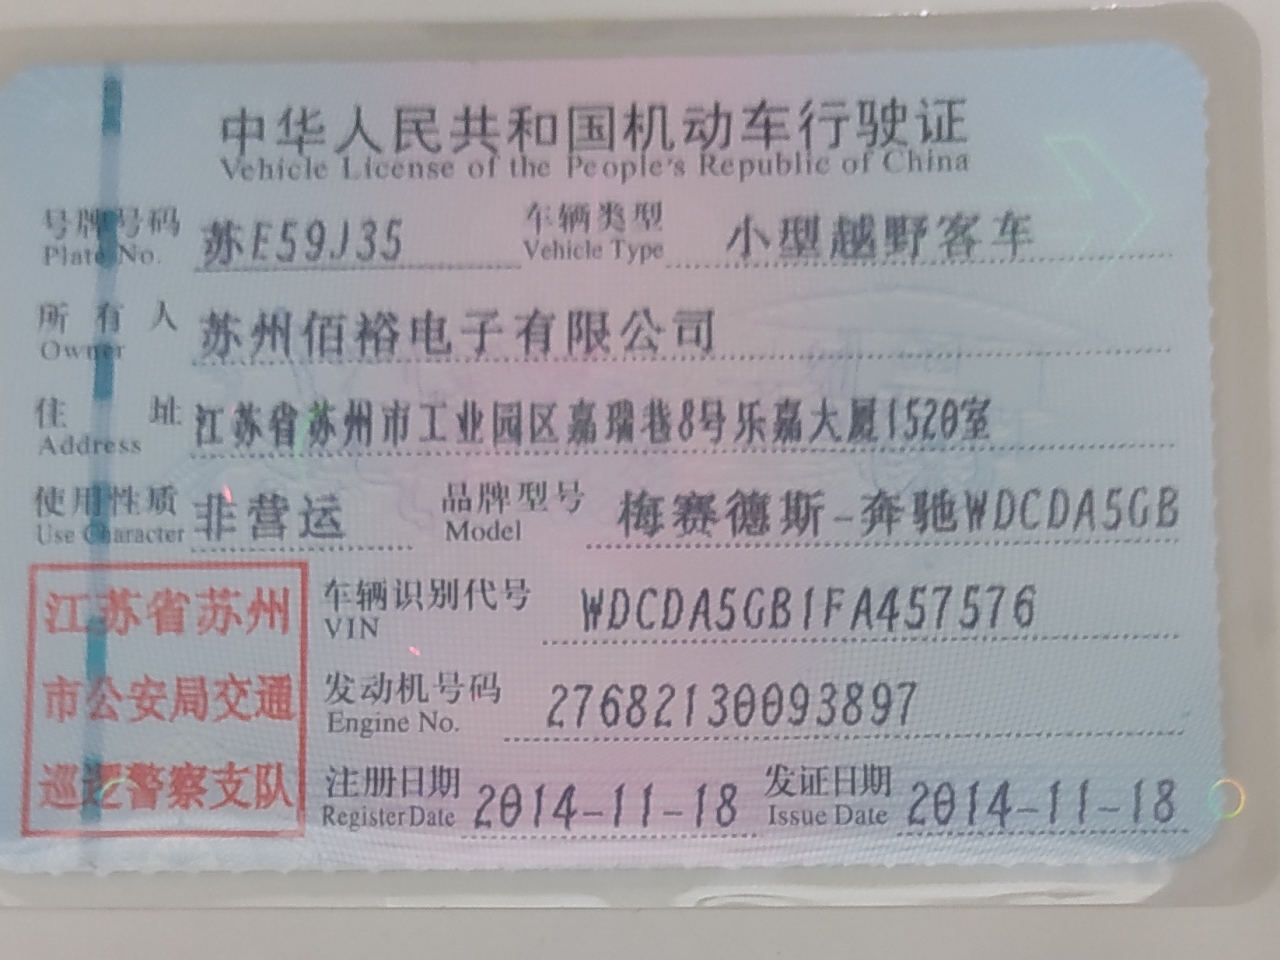 中华人民共和国机动车行驶证
Vehicle License of the People's Republic of China
号牌号码 苏E59J35 车辆类型 小型越野客车
Plate No. Vehicle Type
所有人 苏州佰裕电子有限公司
Owner
住址 江苏省苏州市工业园区嘉瑞巷8号乐嘉大厦1520室
Address
使用性质 非营运 品牌型号 梅赛德斯-奔驰WDCDA5GB
Use Character Model
江苏省苏州
市公安局交通
巡逻警察支队
车辆识别代号 WDCDA5GB1FA457576
VIN
发动机号码 27682130093897
Engine No.
注册日期 2014-11-18 发证日期 2014-11-18
Register Date Issue Date